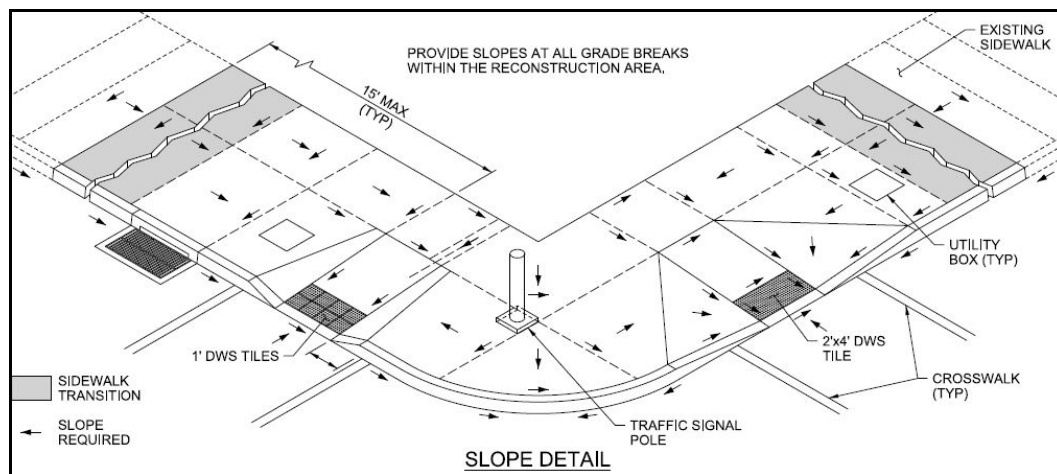 PROVIDE SLOPES AT ALL GRADE BREAKS
WITHIN THE RECONSTRUCTION AREA.
EXISTING
SIDEWALK
15' MAX
(TYP)
UTILITY
BOX (TYP)
1' DWS TILES
2'x4' DWS
TILE
CROSSWALK
(TYP)
SIDEWALK
TRANSITION
SLOPE
REQUIRED
TRAFFIC SIGNAL
POLE
SLOPE DETAIL